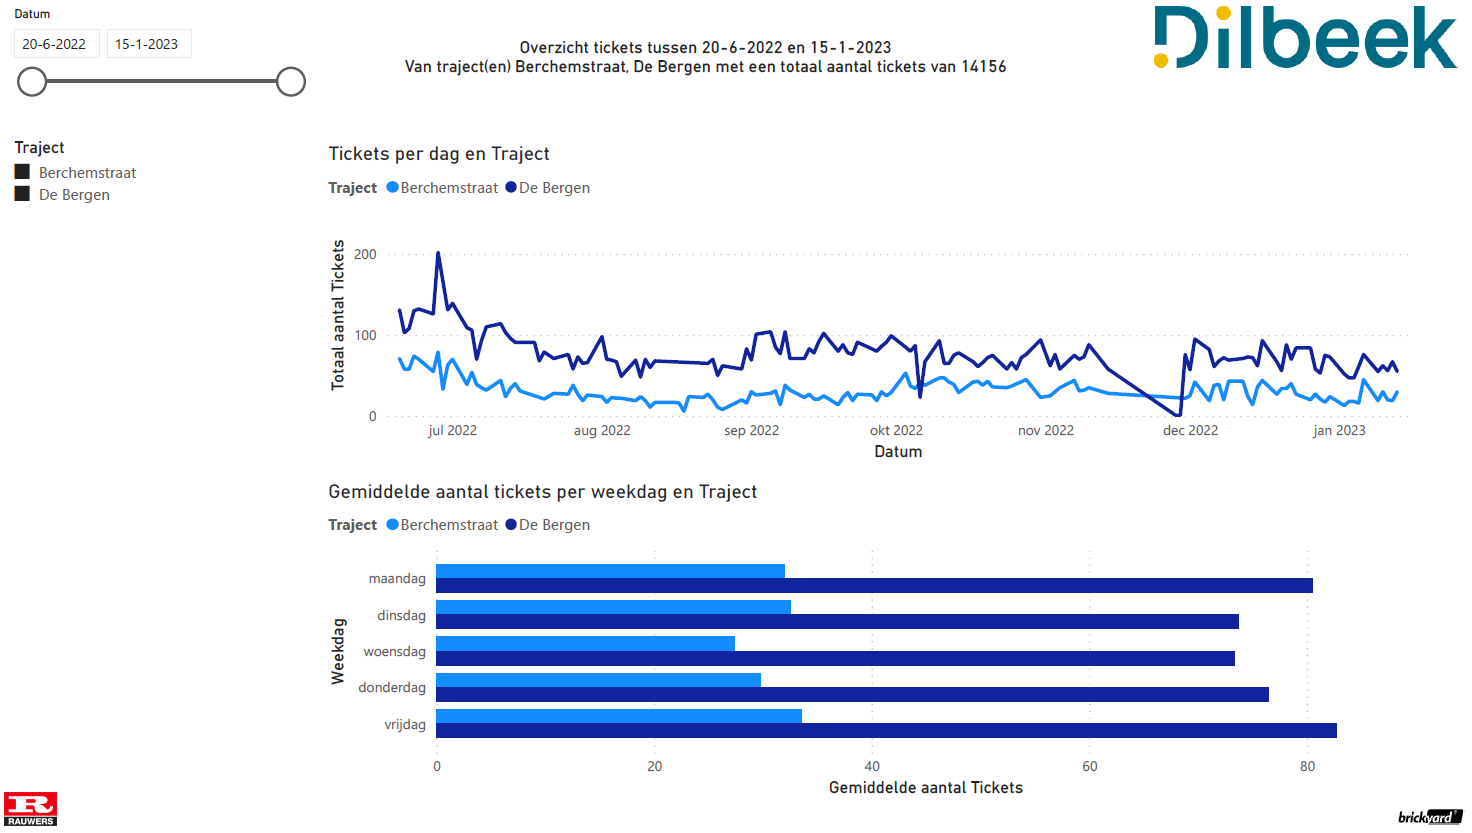 Datum
20-6-2022 15-1-2023
Overzicht tickets tussen 20-6-2022 en 15-1-2023
Van traject(en) Berchemstraat, De Bergen met een totaal aantal tickets van 14156
Dilbeek
Traject
Berchemstraat
De Bergen
Tickets per dag en Traject
Traject Berchemstraat De Bergen
Totaal aantal Tickets
200
100
0
jul 2022 aug 2022 sep 2022 okt 2022 nov 2022 dec 2022 jan 2023
Datum
Gemiddelde aantal tickets per weekdag en Traject
Traject Berchemstraat De Bergen
Weekdag
maandag
dinsdag
woensdag
donderdag
vrijdag
0 20 40 60 80
Gemiddelde aantal Tickets
R
RAUWERS
brickyard